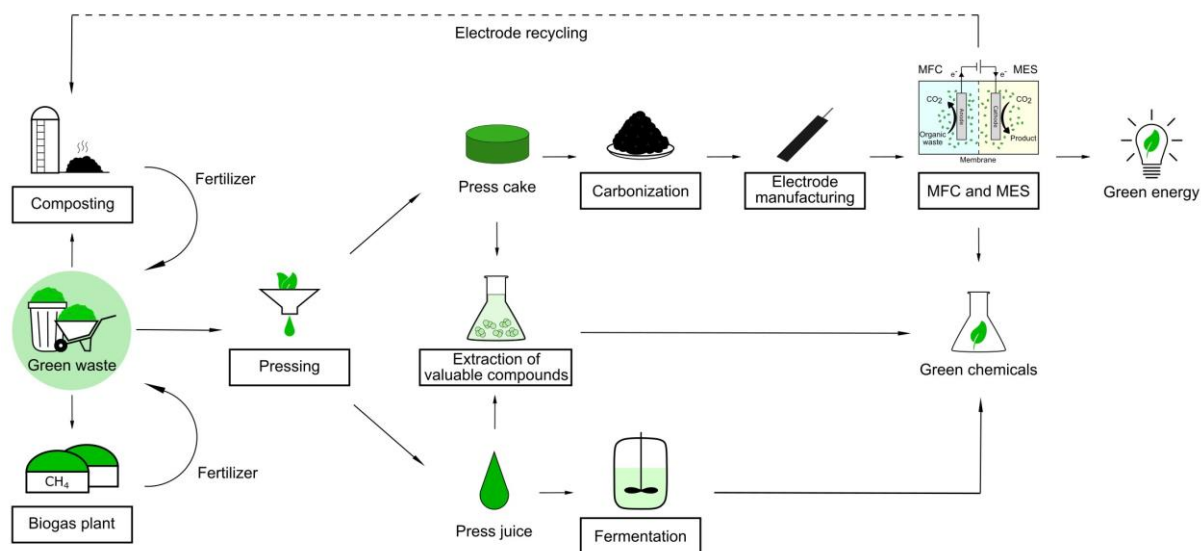 Electrode recycling
MFC
e⁻
e⁻
MES
CO₂
Anode
Cathode
CO₂
Organic
waste
Product
Membrane
Fertilizer
Composting
Press cake
Carbonization
Electrode
manufacturing
MFC and MES
Green energy
Green waste
Pressing
Extraction of
valuable compounds
Green chemicals
CH₄
Fertilizer
Biogas plant
Press juice
Fermentation